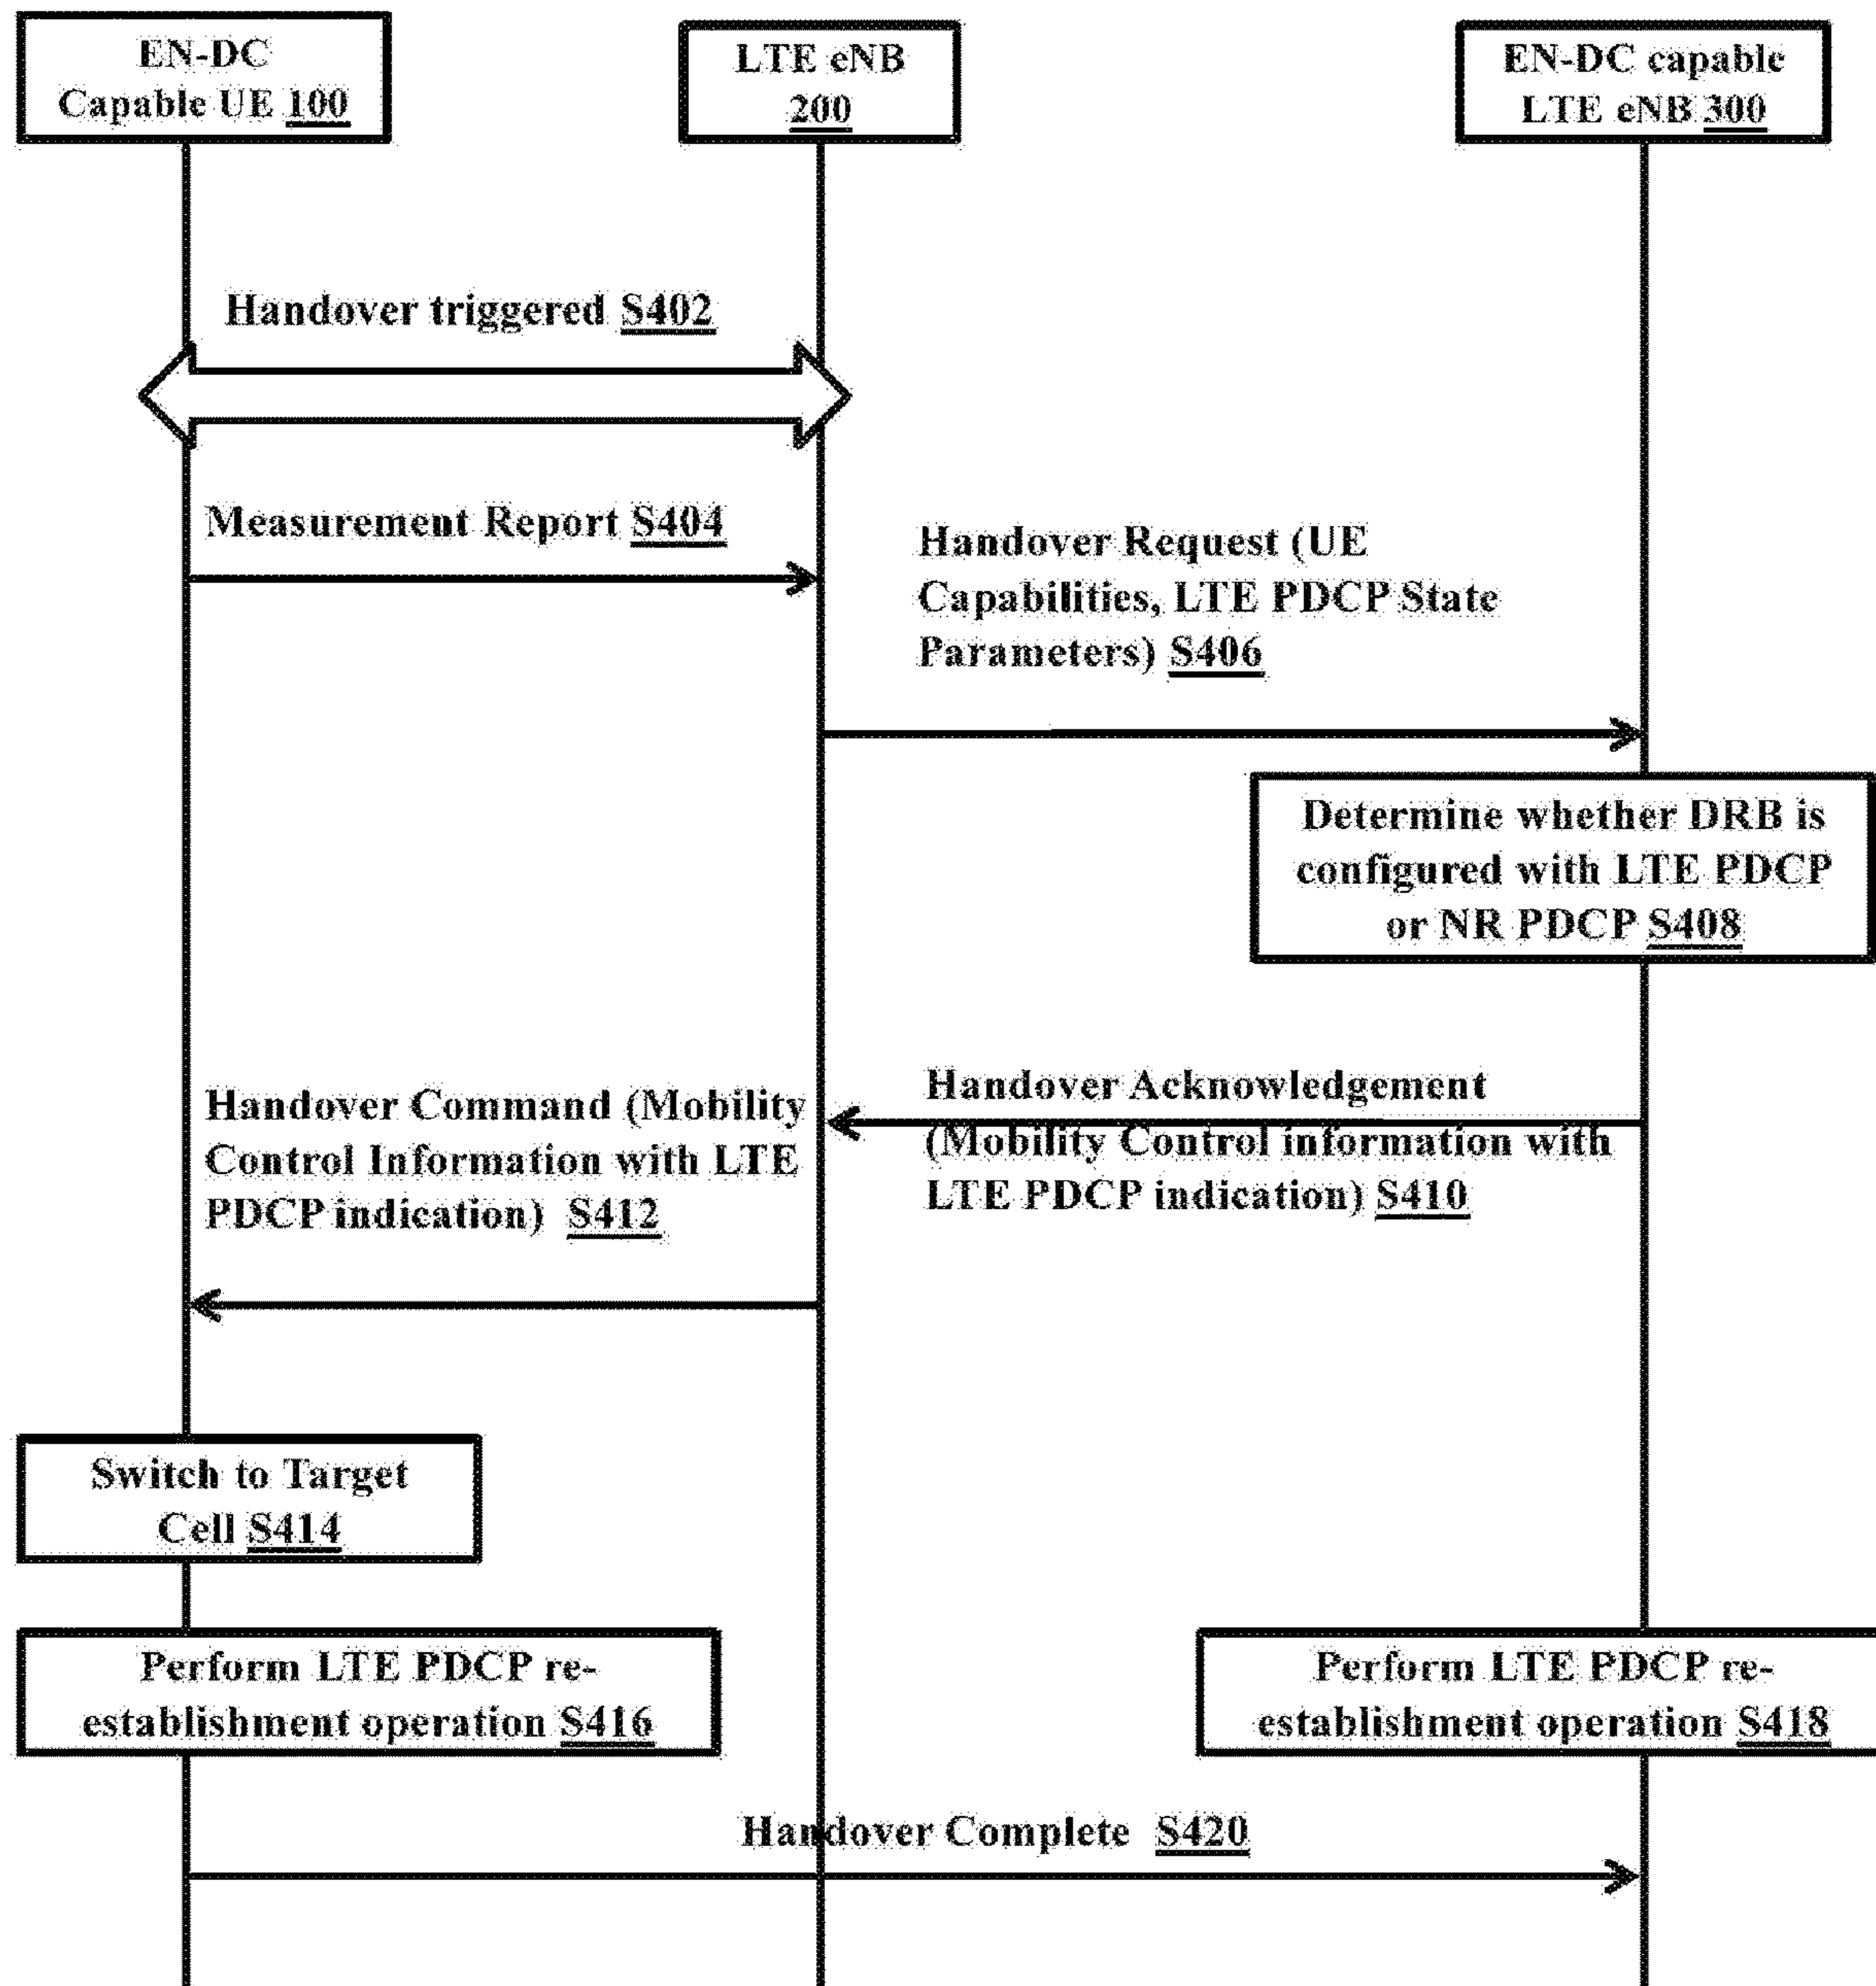 EN-DC
Capable UE 100
LTE eNB
200
EN-DC capable
LTE eNB 300
Handover triggered S402
Measurement Report S404
Handover Request (UE
Capabilities, LTE PDCP State
Parameters) S406
Determine whether DRB is
configured with LTE PDCP
or NR PDCP S408
Handover Acknowledgement
(Mobility Control information with
LTE PDCP indication) S410
Handover Command (Mobility
Control Information with LTE
PDCP indication) S412
Switch to Target
Cell S414
Perform LTE PDCP re-
establishment operation S416
Perform LTE PDCP re-
establishment operation S418
Handover Complete S420